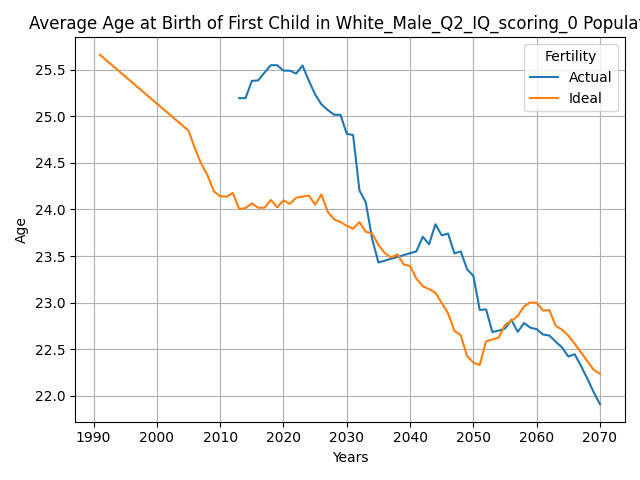 Average Age at Birth of First Child in White_Male_Q2_IQ_scoring_0 Populat
Fertility
Actual
Ideal
Age
25.5
25.0
24.5
24.0
23.5
23.0
22.5
22.0
1990 2000 2010 2020 2030 2040 2050 2060 2070
Years